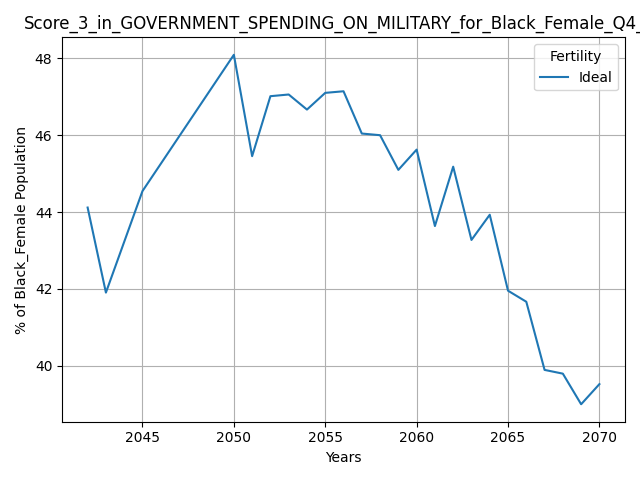 Score_3_in_GOVERNMENT_SPENDING_ON_MILITARY_for_Black_Female_Q4_
Fertility
Ideal
48
46
44
42
40
% of Black_Female Population
2045 2050 2055 2060 2065 2070
Years